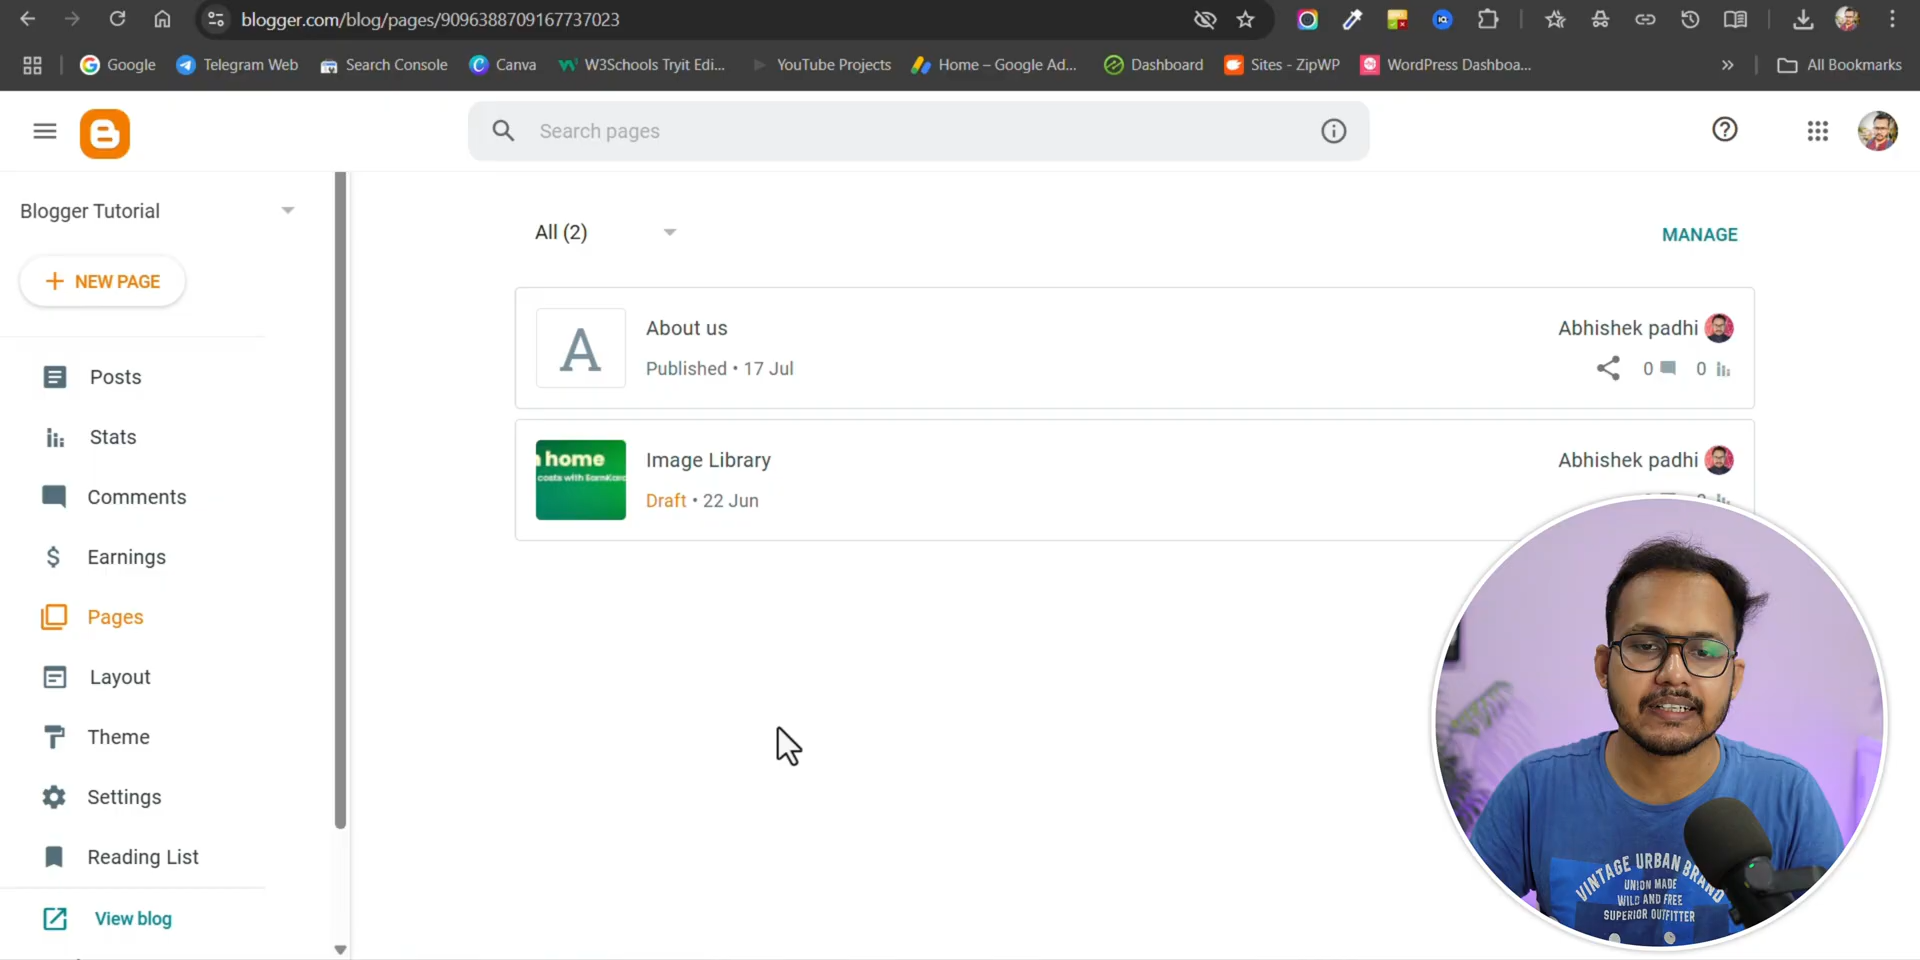 blogger.com/blog/pages/9096388709167737023
Google
Telegram Web
Search Console
Canva
W3Schools Tryit Edi...
YouTube Projects
Home – Google Ad...
Dashboard
Sites - ZipWP
WordPress Dashboa...
»
All Bookmarks
Search pages
Blogger Tutorial
All (2)
MANAGE
+ NEW PAGE
A
About us
Abhishek padhi
Published • 17 Jul
0
0
Posts
Stats
home
costs with EarnKaro
Image Library
Abhishek padhi
Draft • 22 Jun
Comments
Earnings
Pages
Layout
Theme
Settings
Reading List
View blog
VINTAGE URBAN BRAND
UNION MADE
WILD AND FREE
SUPERIOR OUTFITTER